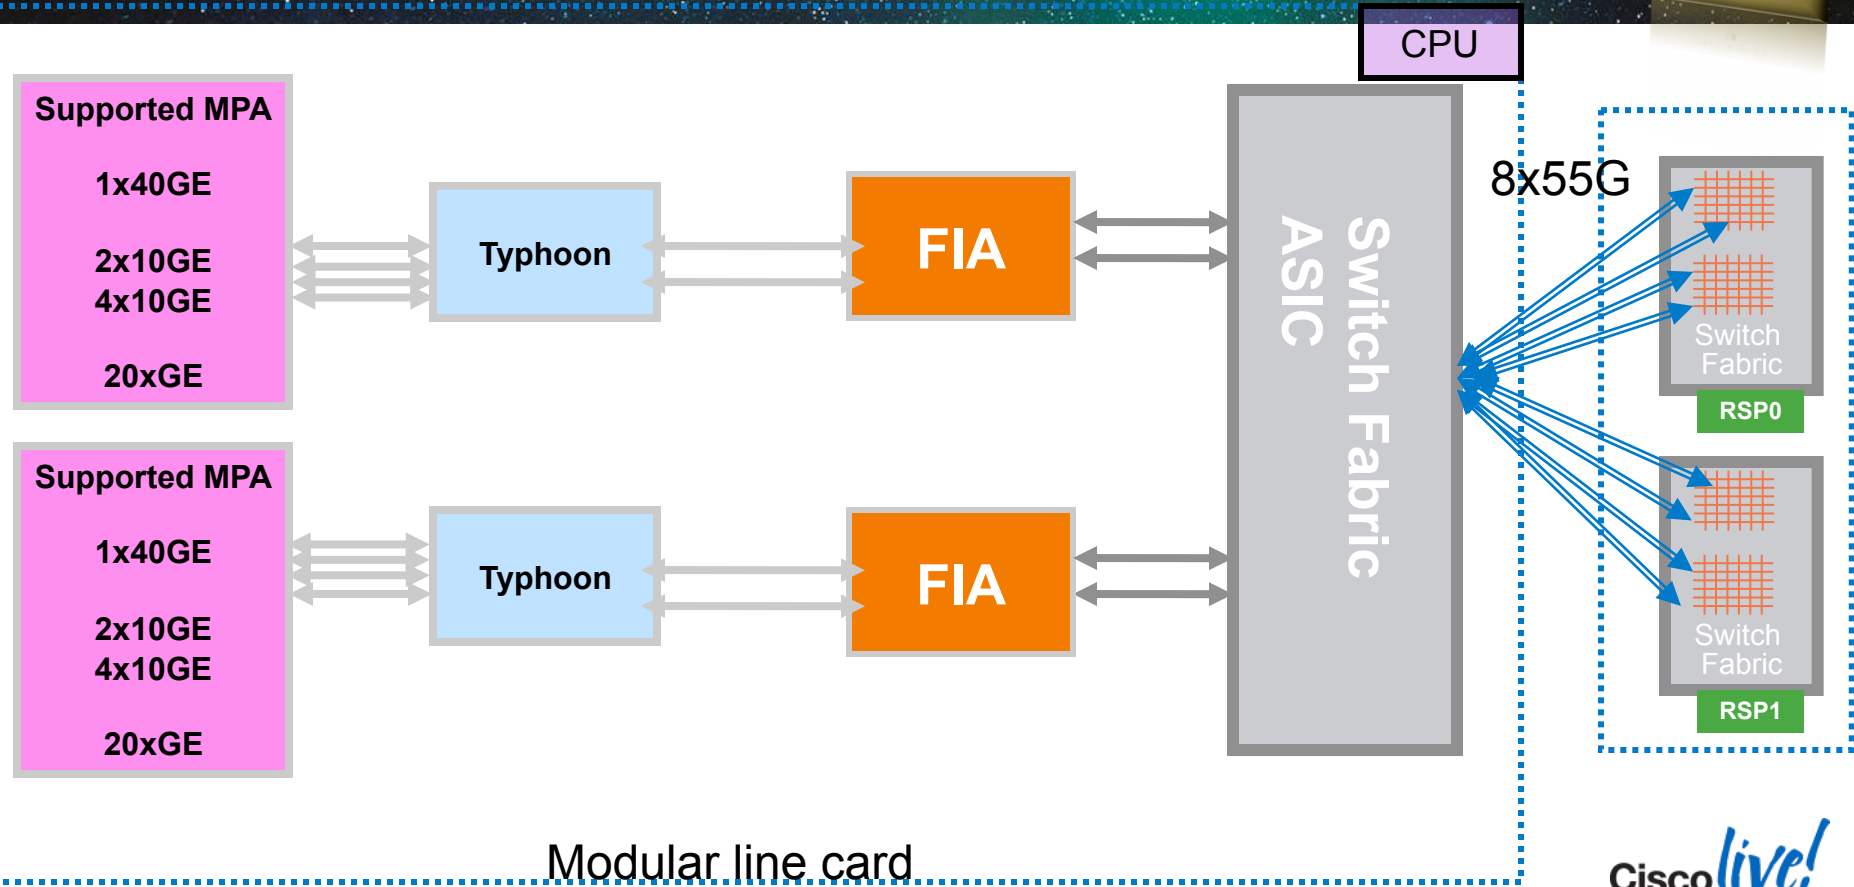 CPU
Supported MPA
1x40GE
2x10GE
4x10GE
20xGE
Typhoon
FIA
Switch Fabric
ASIC
8x55G
Switch
Fabric
RSP0
Supported MPA
1x40GE
2x10GE
4x10GE
20xGE
Typhoon
FIA
Switch
Fabric
RSP1
Modular line card
Cisco live!